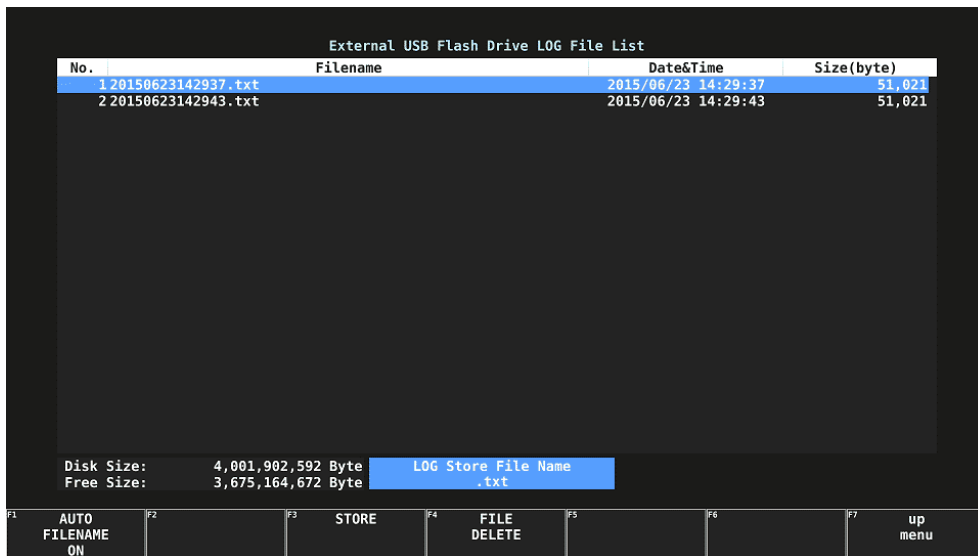 External USB Flash Drive LOG File List
No. Filename Date&Time Size(byte)
1 20150623142937.txt 2015/06/23 14:29:37 51,021
2 20150623142943.txt 2015/06/23 14:29:43 51,021
Disk Size: 4,001,902,592 Byte LOG Store File Name
Free Size: 3,675,164,672 Byte .txt
F1 AUTO F2 F3 STORE F4 FILE F5 F6 F7 up
FILENAME DELETE menu
ON